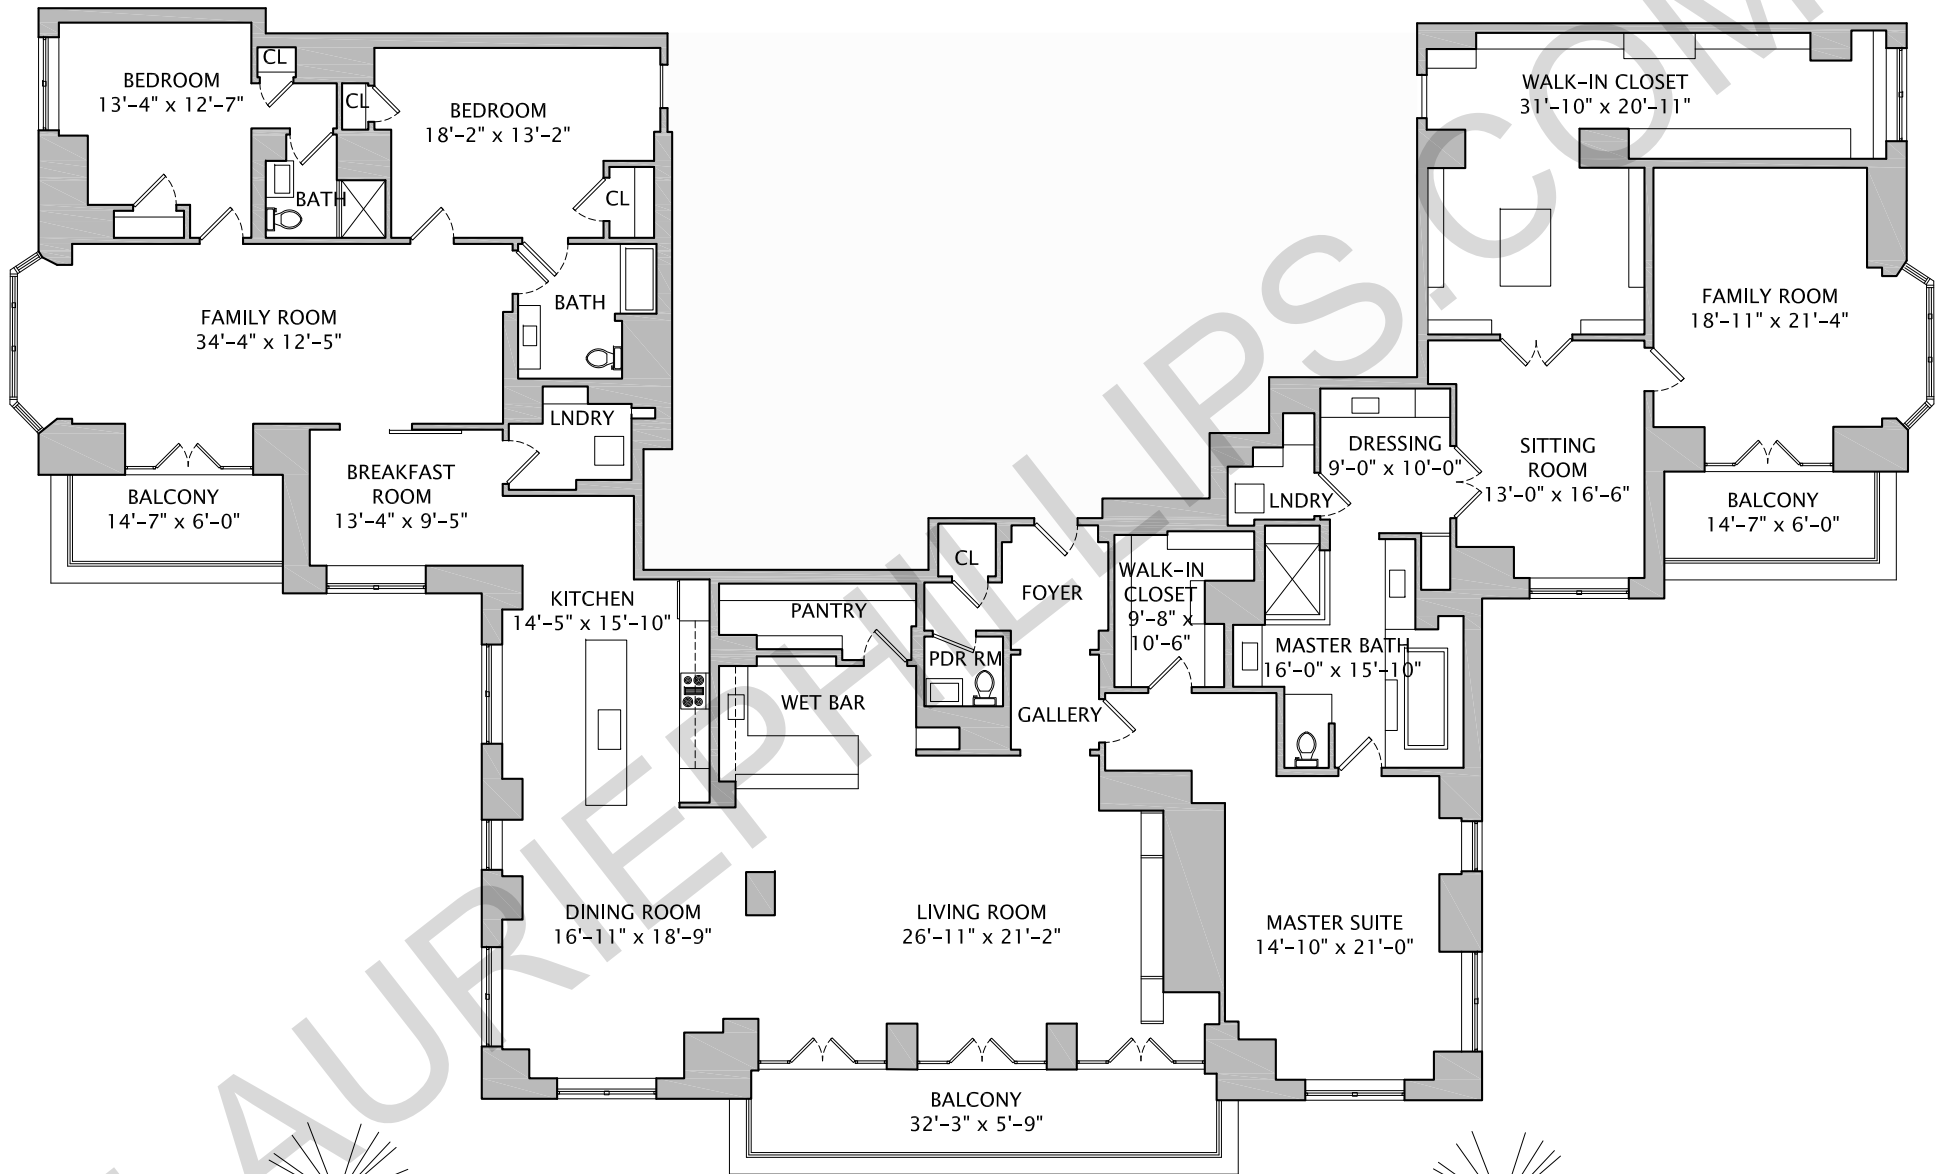 BEDROOM
13'-4" x 12'-7"
CL
CL
BEDROOM
18'-2" x 13'-2"
BATH
CL
FAMILY ROOM
34'-4" x 12'-5"
BATH
LNDRY
BREAKFAST
ROOM
13'-4" x 9'-5"
BALCONY
14'-7" x 6'-0"
WALK-IN CLOSET
31'-10" x 20'-11"
FAMILY ROOM
18'-11" x 21'-4"
DRESSING
9'-0" x 10'-0"
SITTING
ROOM
13'-0" x 16'-6"
LNDRY
BALCONY
14'-7" x 6'-0"
KITCHEN
14'-5" x 15'-10"
PANTRY
CL
FOYER
WALK-IN
CLOSET
9'-8" x
10'-6"
PDR RM
MASTER BATH
16'-0" x 15'-10"
WET BAR
GALLERY
DINING ROOM
16'-11" x 18'-9"
LIVING ROOM
26'-11" x 21'-2"
MASTER SUITE
14'-10" x 21'-0"
BALCONY
32'-3" x 5'-9"
LAURIEPHILLIPS.COM